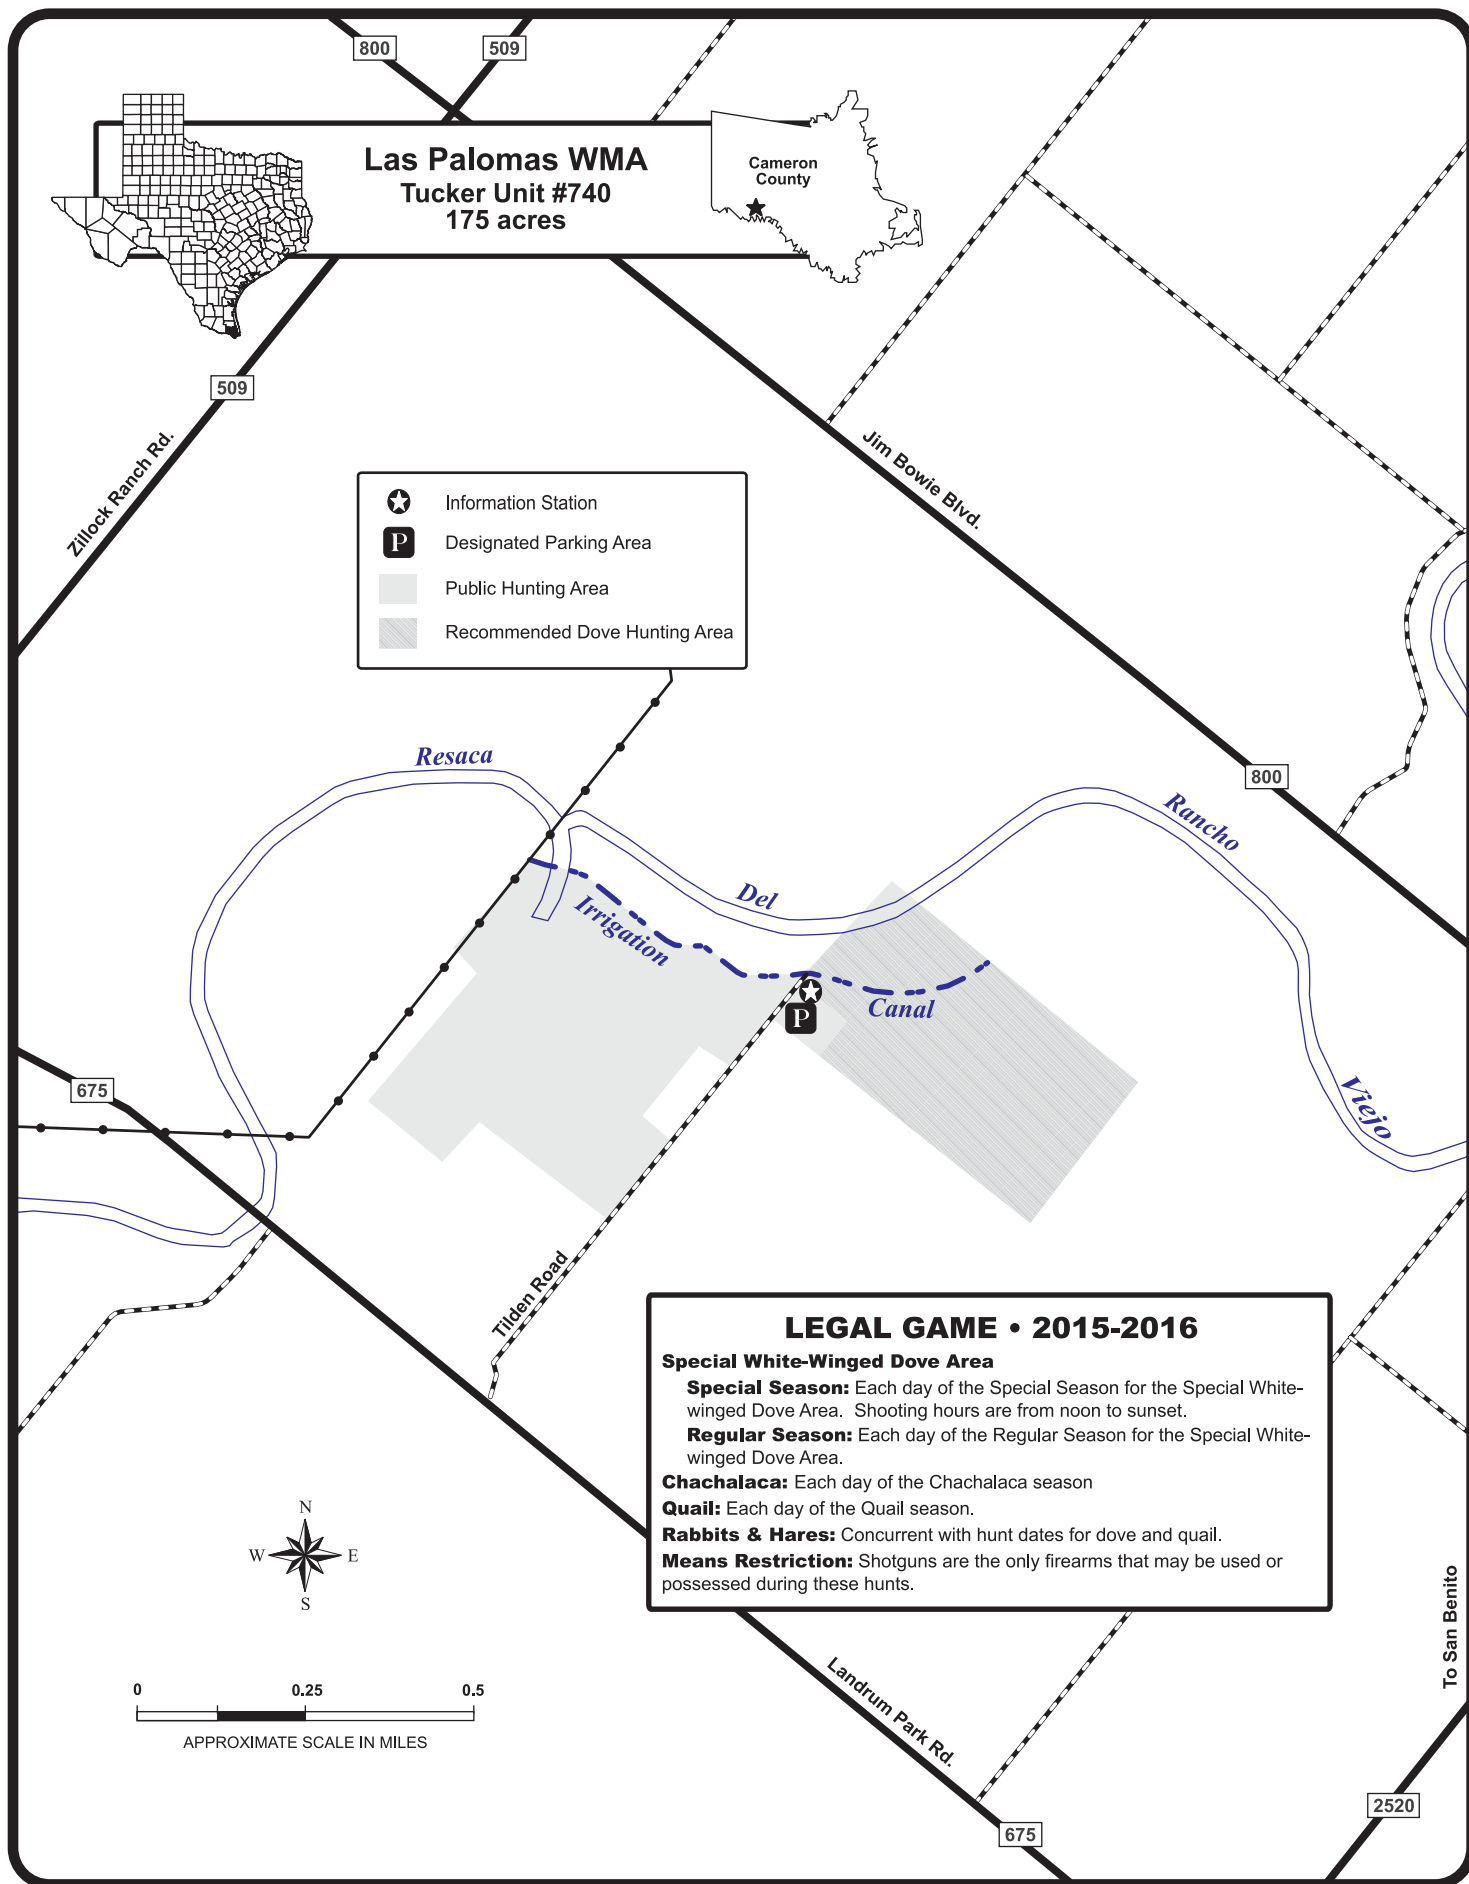 800
509
Las Palomas WMA
Tucker Unit #740
175 acres
Cameron
County
509
Zillock Ranch Rd.
Jim Bowie Blvd.
Information Station
P
Designated Parking Area
Public Hunting Area
Recommended Dove Hunting Area
Resaca
800
Rancho
Del
Irrigation
Canal
P
675
Viejo
Tilden Road
LEGAL GAME • 2015-2016
Special White-Winged Dove Area
Special Season: Each day of the Special Season for the Special White-
winged Dove Area. Shooting hours are from noon to sunset.
Regular Season: Each day of the Regular Season for the Special White-
winged Dove Area.
Chachalaca: Each day of the Chachalaca season
Quail: Each day of the Quail season.
Rabbits & Hares: Concurrent with hunt dates for dove and quail.
Means Restriction: Shotguns are the only firearms that may be used or
possessed during these hunts.
N
W E
S
To San Benito
0 0.25 0.5
APPROXIMATE SCALE IN MILES
Landrum Park Rd.
2520
675